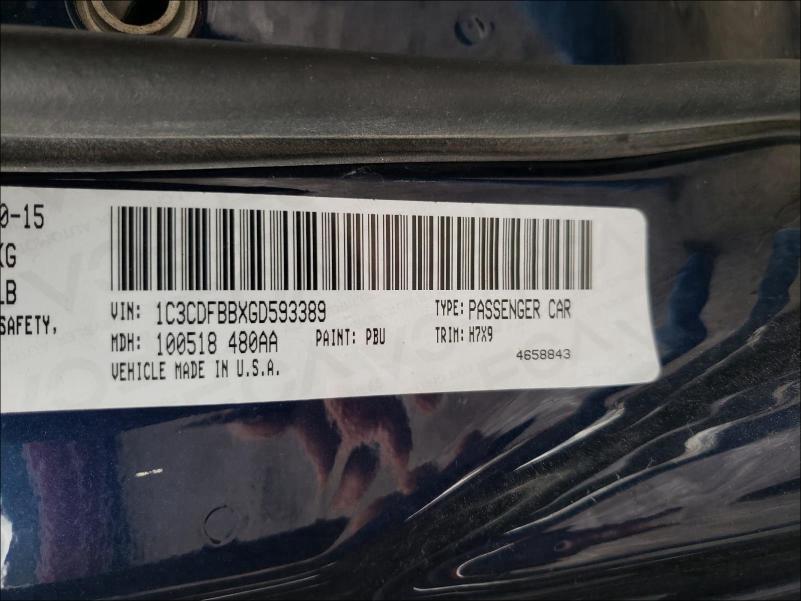 0-15
KG
LB
SAFETY,
VIN: 1C3CDFBBXGD593389 TYPE: PASSENGER CAR
MDH: 100518 480AA PAINT: PBU TRIM: H7X9
VEHICLE MADE IN U.S.A. 4658843